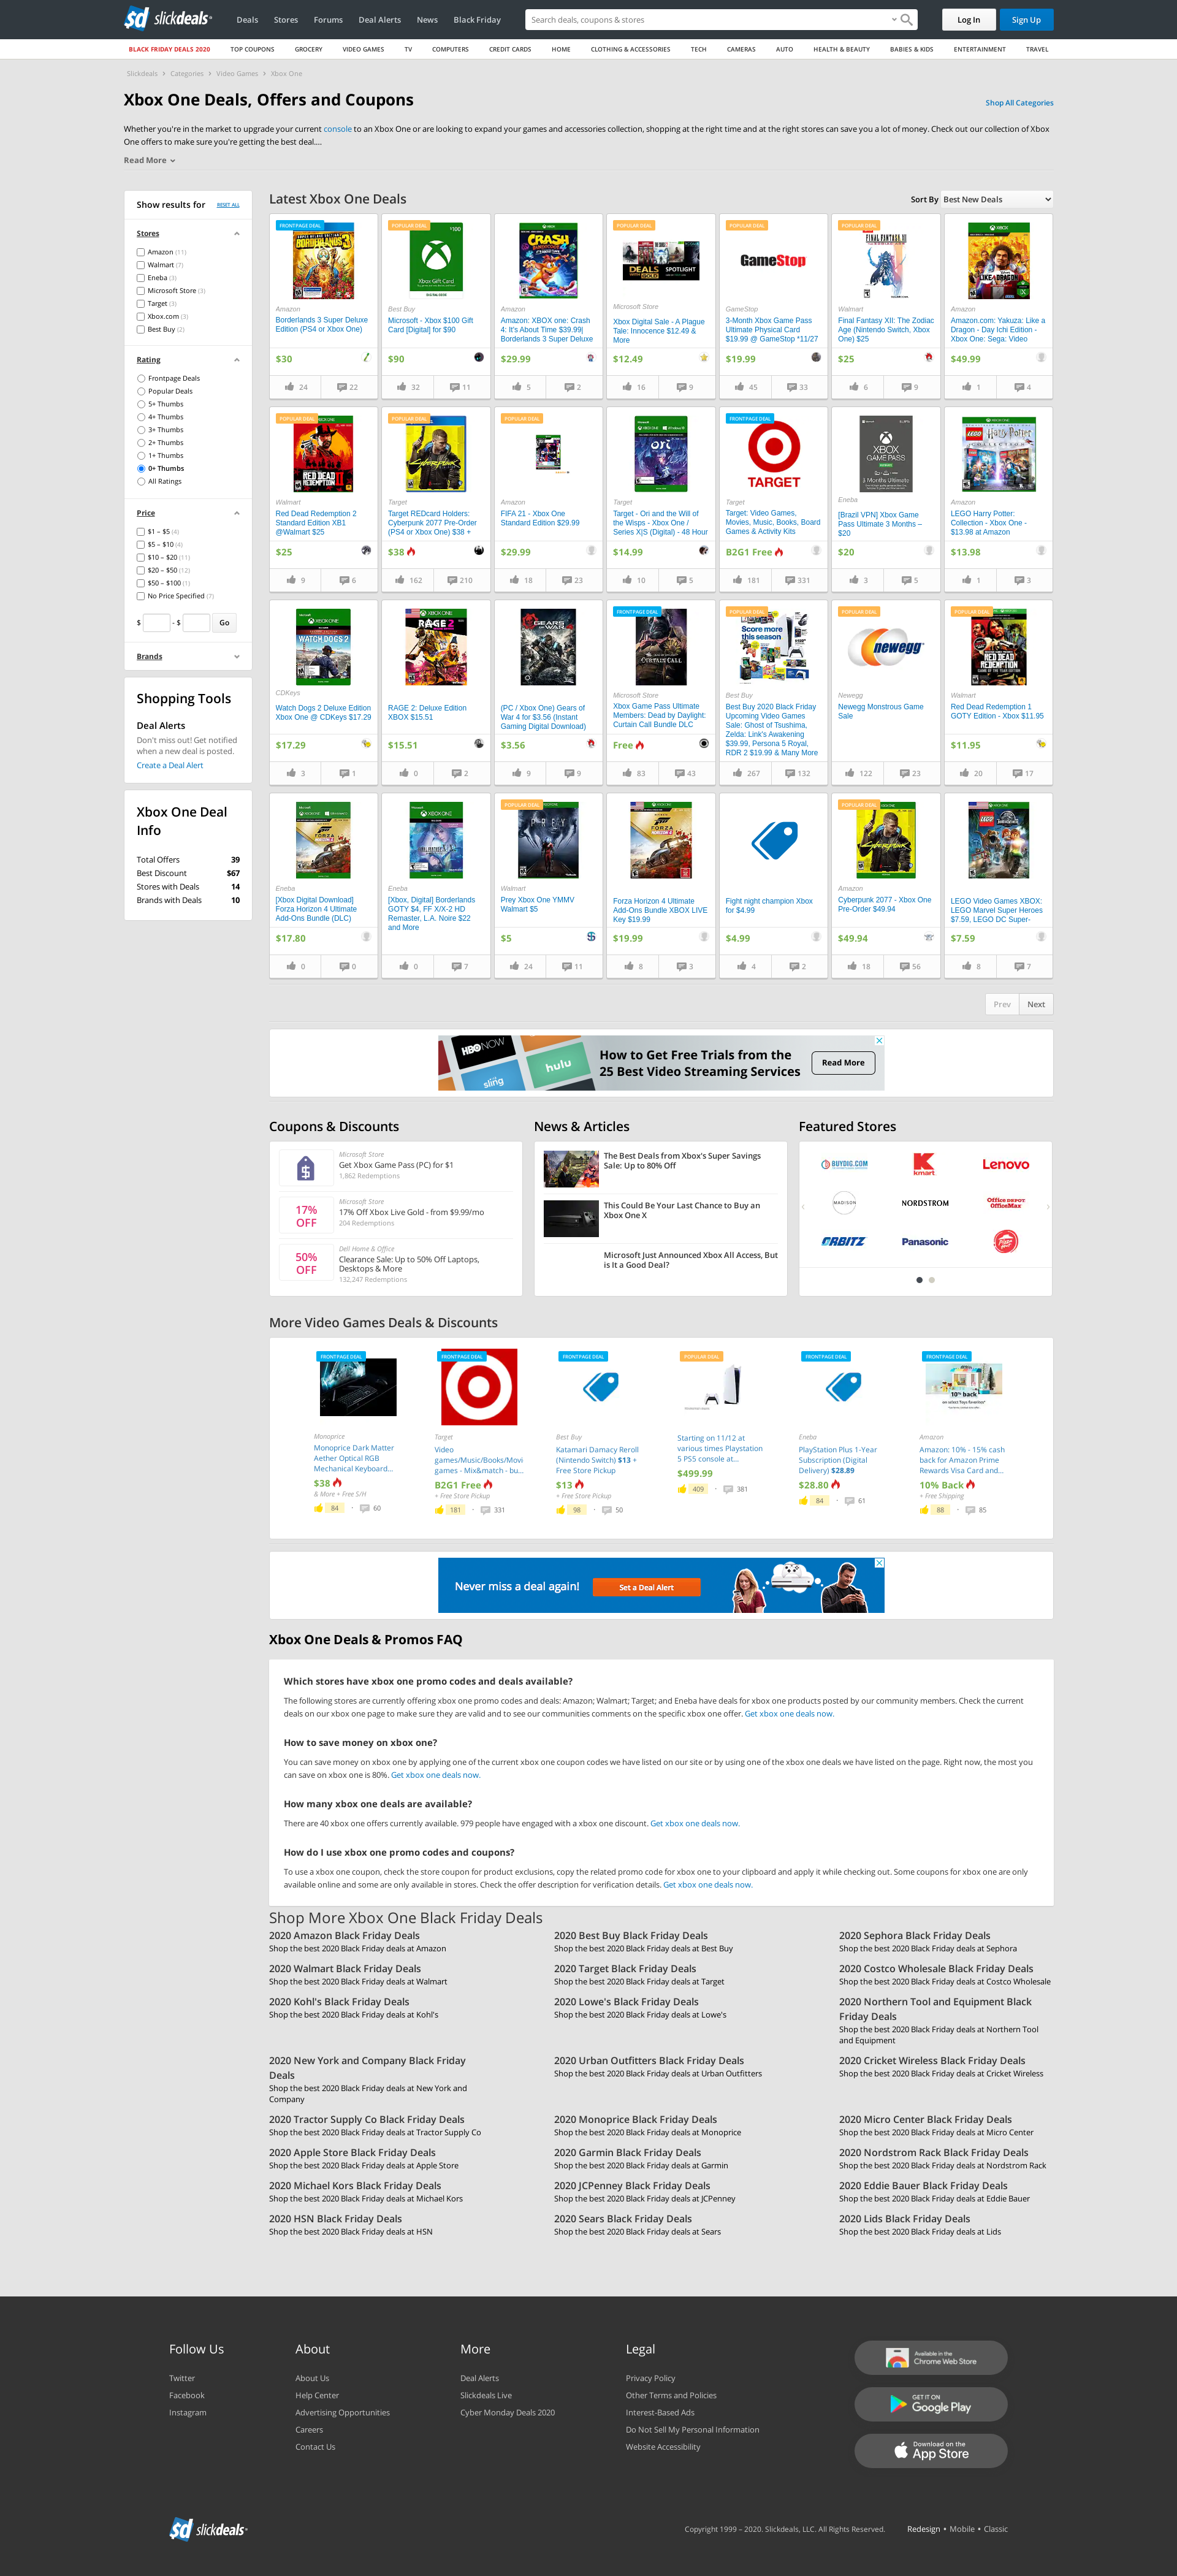 slickdeals
Deals
Stores
Forums
Deal Alerts
News
Black Friday
Search deals, coupons & stores
Log In
Sign Up
BLACK FRIDAY DEALS 2020
TOP COUPONS
GROCERY
VIDEO GAMES
TV
COMPUTERS
CREDIT CARDS
HOME
CLOTHING & ACCESSORIES
TECH
CAMERAS
AUTO
HEALTH & BEAUTY
BABIES & KIDS
ENTERTAINMENT
TRAVEL
Slickdeals › Categories › Video Games › Xbox One
Xbox One Deals, Offers and Coupons
Shop All Categories
Whether you're in the market to upgrade your current console to an Xbox One or are looking to expand your games and accessories collection, shopping at the right time and at the right stores can save you a lot of money. Check out our collection of Xbox
One offers to make sure you're getting the best deal....
Read More
Show results for
RESET ALL
Stores
Amazon (11)
Walmart (7)
Eneba (3)
Microsoft Store (3)
Target (3)
Xbox.com (3)
Best Buy (2)
Rating
Frontpage Deals
Popular Deals
5+ Thumbs
4+ Thumbs
3+ Thumbs
2+ Thumbs
1+ Thumbs
0+ Thumbs
All Ratings
Price
$1 – $5 (4)
$5 – $10 (4)
$10 – $20 (11)
$20 – $50 (12)
$50 – $100 (1)
No Price Specified (7)
$ - $ Go
Brands
Shopping Tools
Deal Alerts
Don't miss out! Get notified
when a new deal is posted.
Create a Deal Alert
Xbox One Deal
Info
Total Offers 39
Best Discount $67
Stores with Deals 14
Brands with Deals 10
Latest Xbox One Deals
Sort By Best New Deals
FRONTPAGE DEAL
Amazon
Borderlands 3 Super Deluxe
Edition (PS4 or Xbox One)
$30
24
22
POPULAR DEAL
Best Buy
Microsoft - Xbox $100 Gift
Card [Digital] for $90
$90
32
11
Amazon
Amazon: XBOX one: Crash
4: It's About Time $39.99|
Borderlands 3 Super Deluxe
$29.99
5
2
POPULAR DEAL
DEALS
SPOTLIGHT
Microsoft Store
Xbox Digital Sale - A Plague
Tale: Innocence $12.49 &
More
$12.49
16
9
POPULAR DEAL
GameStop
GameStop
3-Month Xbox Game Pass
Ultimate Physical Card
$19.99 @ GameStop *11/27
$19.99
45
33
POPULAR DEAL
Walmart
Final Fantasy XII: The Zodiac
Age (Nintendo Switch, Xbox
One) $25
$25
6
9
Amazon
Amazon.com: Yakuza: Like a
Dragon - Day Ichi Edition -
Xbox One: Sega: Video
$49.99
1
4
POPULAR DEAL
Walmart
Red Dead Redemption 2
Standard Edition XB1
@Walmart $25
$25
9
6
POPULAR DEAL
Target
Target REDcard Holders:
Cyberpunk 2077 Pre-Order
(PS4 or Xbox One) $38 +
$38
162
210
POPULAR DEAL
Amazon
FIFA 21 - Xbox One
Standard Edition $29.99
$29.99
18
23
Target
Target - Ori and the Will of
the Wisps - Xbox One /
Series X|S (Digital) - 48 Hour
$14.99
10
5
FRONTPAGE DEAL
TARGET
Target
Target: Video Games,
Movies, Music, Books, Board
Games & Activity Kits
B2G1 Free
181
331
XBOX
GAME PASS
3 Months Ultimate
Eneba
[Brazil VPN] Xbox Game
Pass Ultimate 3 Months –
$20
$20
3
5
Amazon
LEGO Harry Potter:
Collection - Xbox One -
$13.98 at Amazon
$13.98
1
3
CDKeys
Watch Dogs 2 Deluxe Edition
Xbox One @ CDKeys $17.29
$17.29
3
1
RAGE 2: Deluxe Edition
XBOX $15.51
$15.51
0
2
(PC / Xbox One) Gears of
War 4 for $3.56 (Instant
Gaming Digital Download)
$3.56
9
9
FRONTPAGE DEAL
CURTAIN CALL
Microsoft Store
Xbox Game Pass Ultimate
Members: Dead by Daylight:
Curtain Call Bundle DLC
Free
83
43
POPULAR DEAL
Score more
this season
Best Buy
Best Buy 2020 Black Friday
Upcoming Video Games
Sale: Ghost of Tsushima,
Zelda: Link's Awakening
$39.99, Persona 5 Royal,
RDR 2 $19.99 & Many More
267
132
POPULAR DEAL
newegg
Newegg
Newegg Monstrous Game
Sale
122
23
POPULAR DEAL
Walmart
Red Dead Redemption 1
GOTY Edition - Xbox $11.95
$11.95
20
17
Eneba
[Xbox Digital Download]
Forza Horizon 4 Ultimate
Add-Ons Bundle (DLC)
$17.80
0
0
Eneba
[Xbox, Digital] Borderlands
GOTY $4, FF X/X-2 HD
Remaster, L.A. Noire $22
and More
0
7
POPULAR DEAL
PREY
Walmart
Prey Xbox One YMMV
Walmart $5
$5
24
11
Forza Horizon 4 Ultimate
Add-Ons Bundle XBOX LIVE
Key $19.99
$19.99
8
3
Fight night champion Xbox
for $4.99
$4.99
4
2
POPULAR DEAL
Amazon
Cyberpunk 2077 - Xbox One
Pre-Order $49.94
$49.94
18
56
LEGO Video Games XBOX:
LEGO Marvel Super Heroes
$7.59, LEGO DC Super-
$7.59
8
7
Prev
Next
HBO NOW
sling
hulu
How to Get Free Trials from the
25 Best Video Streaming Services
Read More
Coupons & Discounts
Microsoft Store
Get Xbox Game Pass (PC) for $1
1,862 Redemptions
17%
OFF
Microsoft Store
17% Off Xbox Live Gold - from $9.99/mo
204 Redemptions
50%
OFF
Dell Home & Office
Clearance Sale: Up to 50% Off Laptops,
Desktops & More
132,247 Redemptions
News & Articles
The Best Deals from Xbox's Super Savings
Sale: Up to 80% Off
This Could Be Your Last Chance to Buy an
Xbox One X
Microsoft Just Announced Xbox All Access, But
is It a Good Deal?
Featured Stores
BUYDIG.COM
kmart
Lenovo
MADISON
NORDSTROM
Office DEPOT
OfficeMax
ORBITZ
Panasonic
Pizza Hut
More Video Games Deals & Discounts
FRONTPAGE DEAL
Monoprice
Monoprice Dark Matter
Aether Optical RGB
Mechanical Keyboard...
$38
& More + Free S/H
84 · 60
FRONTPAGE DEAL
Target
Video
games/Music/Books/Movi
games - Mix&match - bu...
B2G1 Free
+ Free Store Pickup
181 · 331
FRONTPAGE DEAL
Best Buy
Katamari Damacy Reroll
(Nintendo Switch) $13 +
Free Store Pickup
$13
+ Free Store Pickup
98 · 50
POPULAR DEAL
Starting on 11/12 at
various times Playstation
5 PS5 console at...
$499.99
409 · 381
FRONTPAGE DEAL
Eneba
PlayStation Plus 1-Year
Subscription (Digital
Delivery) $28.89
$28.80
84 · 61
FRONTPAGE DEAL
10% back
Amazon
Amazon: 10% - 15% cash
back for Amazon Prime
Rewards Visa Card and...
10% Back
+ Free Shipping
88 · 85
Never miss a deal again!
Set a Deal Alert
Xbox One Deals & Promos FAQ
Which stores have xbox one promo codes and deals available?
The following stores are currently offering xbox one promo codes and deals: Amazon; Walmart; Target; and Eneba have deals for xbox one products posted by our community members. Check the current
deals on our xbox one page to make sure they are valid and to see our communities comments on the specific xbox one offer. Get xbox one deals now.
How to save money on xbox one?
You can save money on xbox one by applying one of the current xbox one coupon codes we have listed on our site or by using one of the xbox one deals we have listed on the page. Right now, the most you
can save on xbox one is 80%. Get xbox one deals now.
How many xbox one deals are available?
There are 40 xbox one offers currently available. 979 people have engaged with a xbox one discount. Get xbox one deals now.
How do I use xbox one promo codes and coupons?
To use a xbox one coupon, check the store coupon for product exclusions, copy the related promo code for xbox one to your clipboard and apply it while checking out. Some coupons for xbox one are only
available online and some are only available in stores. Check the offer description for verification details. Get xbox one deals now.
Shop More Xbox One Black Friday Deals
2020 Amazon Black Friday Deals
Shop the best 2020 Black Friday deals at Amazon
2020 Best Buy Black Friday Deals
Shop the best 2020 Black Friday deals at Best Buy
2020 Sephora Black Friday Deals
Shop the best 2020 Black Friday deals at Sephora
2020 Walmart Black Friday Deals
Shop the best 2020 Black Friday deals at Walmart
2020 Target Black Friday Deals
Shop the best 2020 Black Friday deals at Target
2020 Costco Wholesale Black Friday Deals
Shop the best 2020 Black Friday deals at Costco Wholesale
2020 Kohl's Black Friday Deals
Shop the best 2020 Black Friday deals at Kohl's
2020 Lowe's Black Friday Deals
Shop the best 2020 Black Friday deals at Lowe's
2020 Northern Tool and Equipment Black
Friday Deals
Shop the best 2020 Black Friday deals at Northern Tool
and Equipment
2020 New York and Company Black Friday
Deals
Shop the best 2020 Black Friday deals at New York and
Company
2020 Urban Outfitters Black Friday Deals
Shop the best 2020 Black Friday deals at Urban Outfitters
2020 Cricket Wireless Black Friday Deals
Shop the best 2020 Black Friday deals at Cricket Wireless
2020 Tractor Supply Co Black Friday Deals
Shop the best 2020 Black Friday deals at Tractor Supply Co
2020 Monoprice Black Friday Deals
Shop the best 2020 Black Friday deals at Monoprice
2020 Micro Center Black Friday Deals
Shop the best 2020 Black Friday deals at Micro Center
2020 Apple Store Black Friday Deals
Shop the best 2020 Black Friday deals at Apple Store
2020 Garmin Black Friday Deals
Shop the best 2020 Black Friday deals at Garmin
2020 Nordstrom Rack Black Friday Deals
Shop the best 2020 Black Friday deals at Nordstrom Rack
2020 Michael Kors Black Friday Deals
Shop the best 2020 Black Friday deals at Michael Kors
2020 JCPenney Black Friday Deals
Shop the best 2020 Black Friday deals at JCPenney
2020 Eddie Bauer Black Friday Deals
Shop the best 2020 Black Friday deals at Eddie Bauer
2020 HSN Black Friday Deals
Shop the best 2020 Black Friday deals at HSN
2020 Sears Black Friday Deals
Shop the best 2020 Black Friday deals at Sears
2020 Lids Black Friday Deals
Shop the best 2020 Black Friday deals at Lids
Follow Us
Twitter
Facebook
Instagram
About
About Us
Help Center
Advertising Opportunities
Careers
Contact Us
More
Deal Alerts
Slickdeals Live
Cyber Monday Deals 2020
Legal
Privacy Policy
Other Terms and Policies
Interest-Based Ads
Do Not Sell My Personal Information
Website Accessibility
Available in the
Chrome Web Store
GET IT ON
Google Play
Download on the
App Store
slickdeals
Copyright 1999 – 2020. Slickdeals, LLC. All Rights Reserved.
Redesign • Mobile • Classic